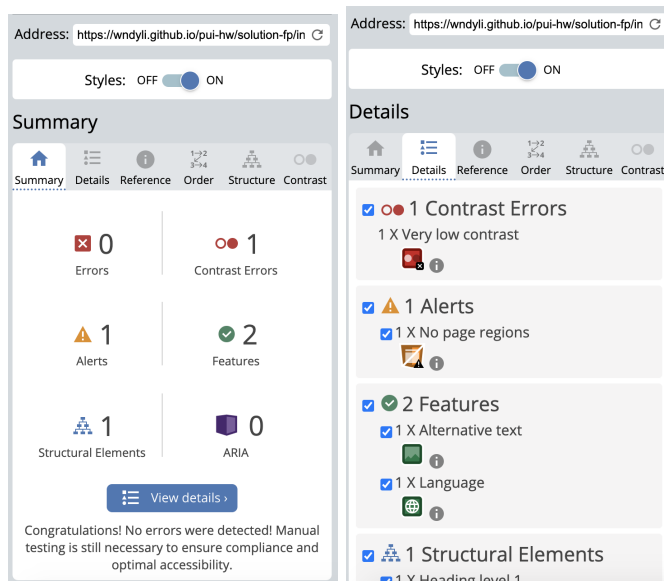 Address: https://wndyli.github.io/pui-hw/solution-fp/in
Styles: OFF ON
Summary
Summary Details Reference Order Structure Contrast
0
Errors
1
Contrast Errors
1
Alerts
2
Features
1
Structural Elements
0
ARIA
View details ›
Congratulations! No errors were detected! Manual
testing is still necessary to ensure compliance and
optimal accessibility.
Address: https://wndyli.github.io/pui-hw/solution-fp/in
Styles: OFF ON
Details
Summary Details Reference Order Structure Contrast
1 Contrast Errors
1 X Very low contrast
1 Alerts
1 X No page regions
2 Features
1 X Alternative text
1 X Language
1 Structural Elements
1 X Heading level 1